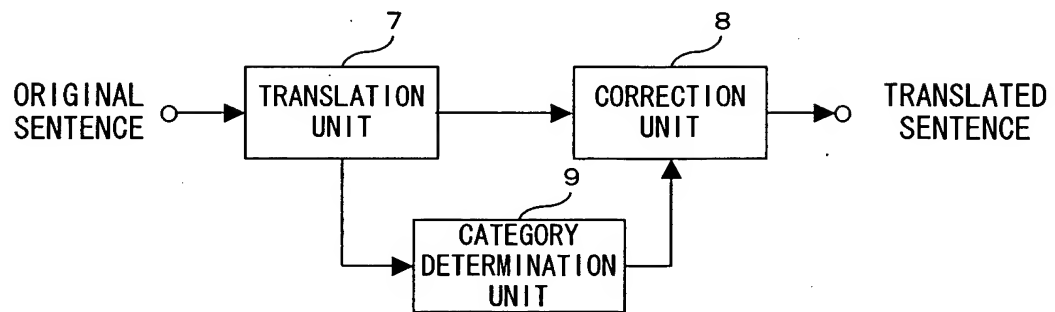 7
8
ORIGINAL
SENTENCE
TRANSLATION
UNIT
CORRECTION
UNIT
TRANSLATED
SENTENCE
9
CATEGORY
DETERMINATION
UNIT